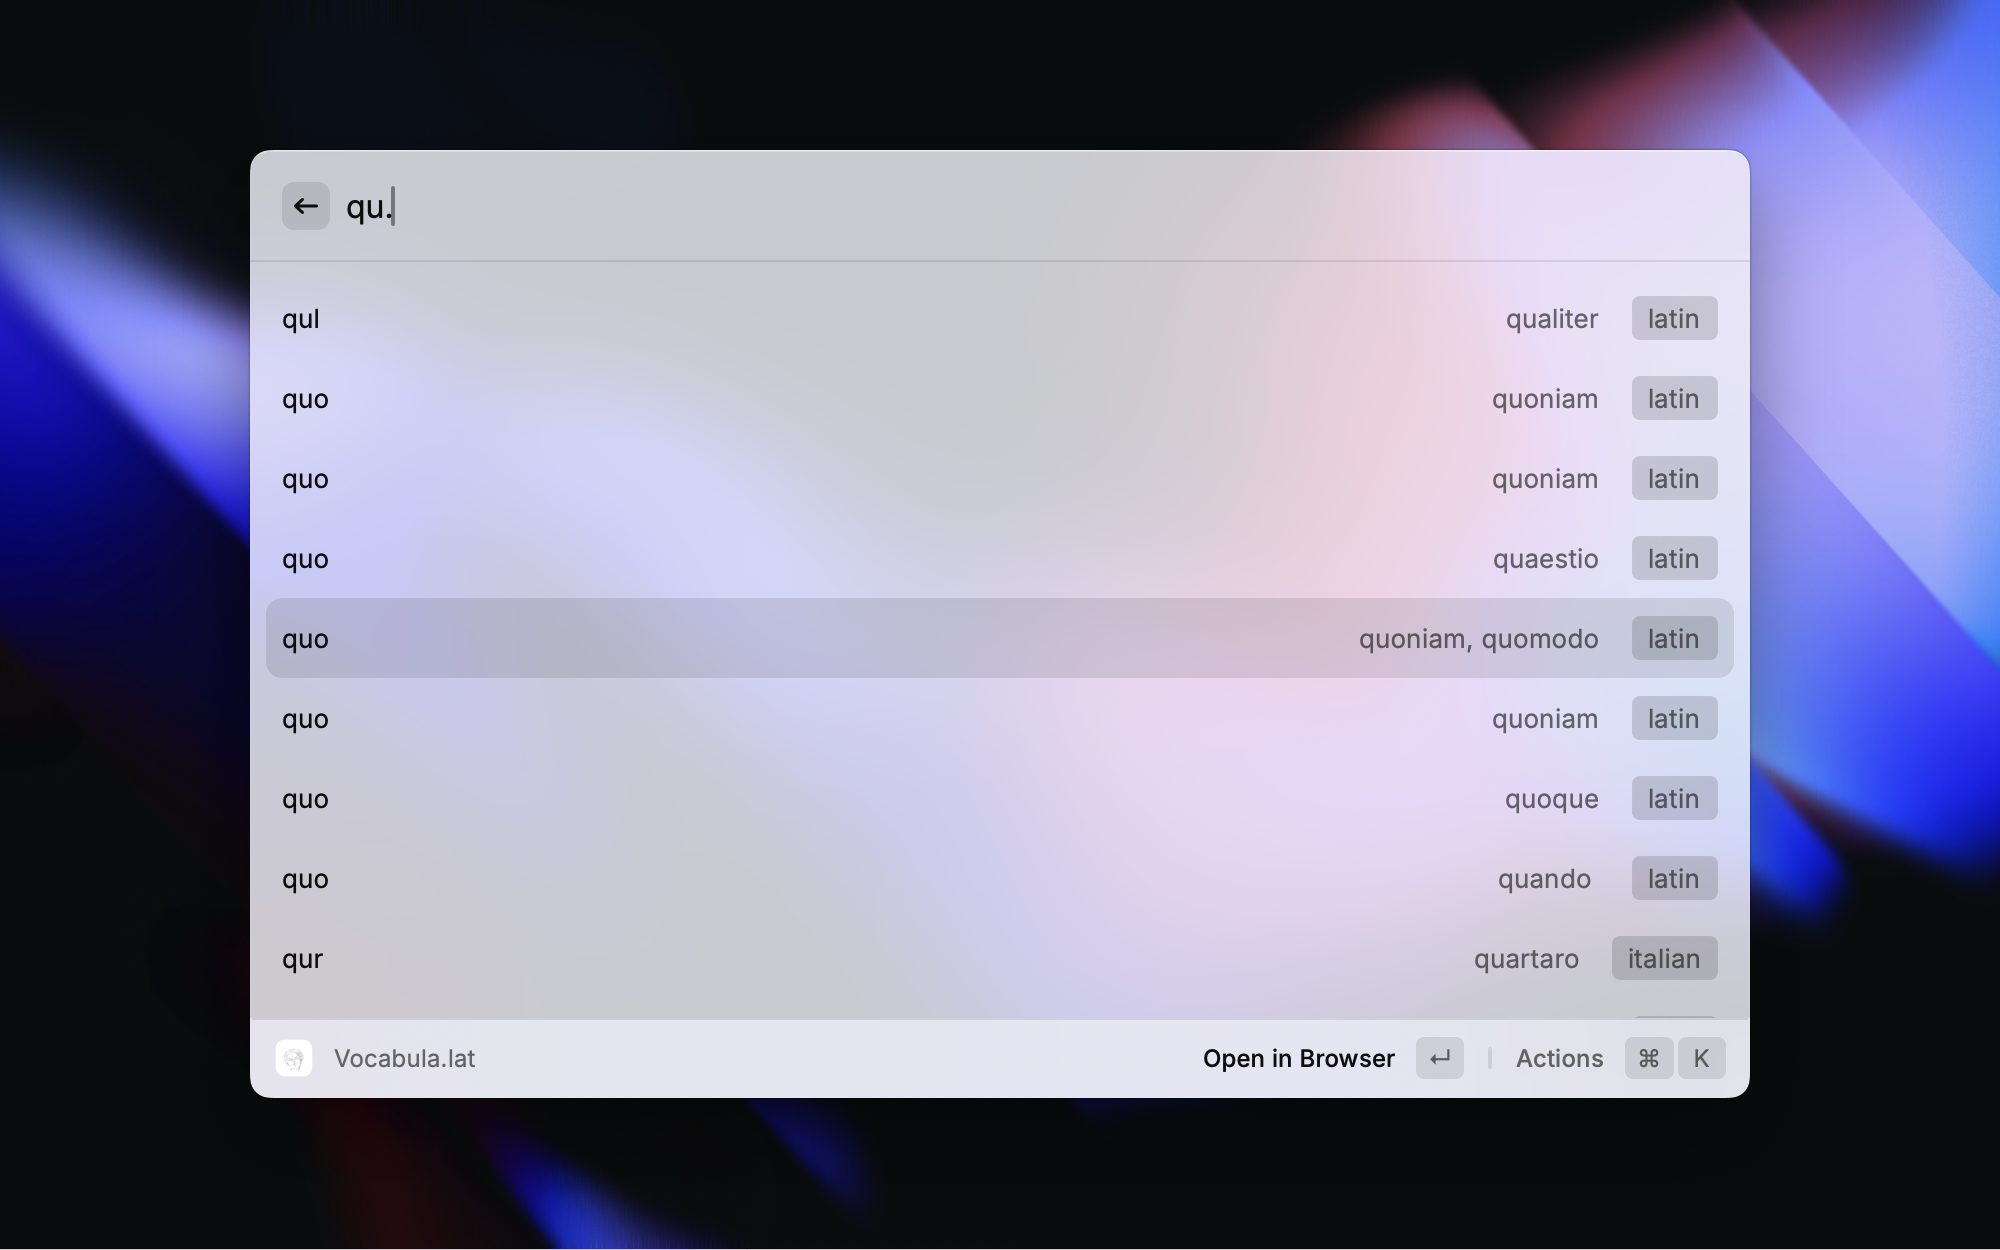 qu.
qul qualiter latin
quo quoniam latin
quo quoniam latin
quo quaestio latin
quo quoniam, quomodo latin
quo quoniam latin
quo quoque latin
quo quando latin
qur quartaro italian
Vocabula.lat Open in Browser ↵ Actions ⌘ K